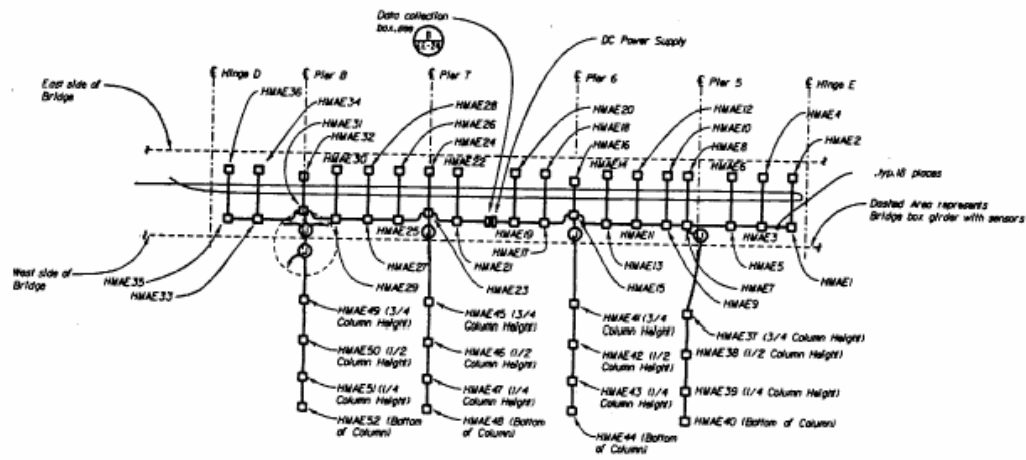 Data collection
box, see
DC Power Supply
℄ Hinge D
℄ Pier 8
℄ Pier 7
℄ Pier 6
℄ Pier 5
℄ Hinge E
East side of
Bridge
HMAE36
HMAE34
HMAE31
HMAE32
HMAE30
HMAE28
HMAE26
HMAE24
HMAE22
HMAE20
HMAE18
HMAE16
HMAE14
HMAE12
HMAE10
HMAE8
HMAE6
HMAE4
HMAE2
typ. 18 places
Dashed Area represents
Bridge box girder with sensors
West side of
Bridge
HMAE35
HMAE33
HMAE25
HMAE27
HMAE29
HMAE21
HMAE23
HMAE19
HMAE17
HMAE13
HMAE15
HMAE11
HMAE7
HMAE9
HMAE3
HMAE5
HMAE1
HMAE49 (3/4
Column Height)
HMAE50 (1/2
Column Height)
HMAE51 (1/4
Column Height)
HMAE52 (Bottom
of Column)
HMAE45 (3/4
Column Height)
HMAE46 (1/2
Column Height)
HMAE47 (1/4
Column Height)
HMAE48 (Bottom
of Column)
HMAE41 (3/4
Column Height)
HMAE42 (1/2
Column Height)
HMAE43 (1/4
Column Height)
HMAE44 (Bottom
of Column)
HMAE37 (3/4 Column Height)
HMAE38 (1/2 Column Height)
HMAE39 (1/4 Column Height)
HMAE40 (Bottom of Column)